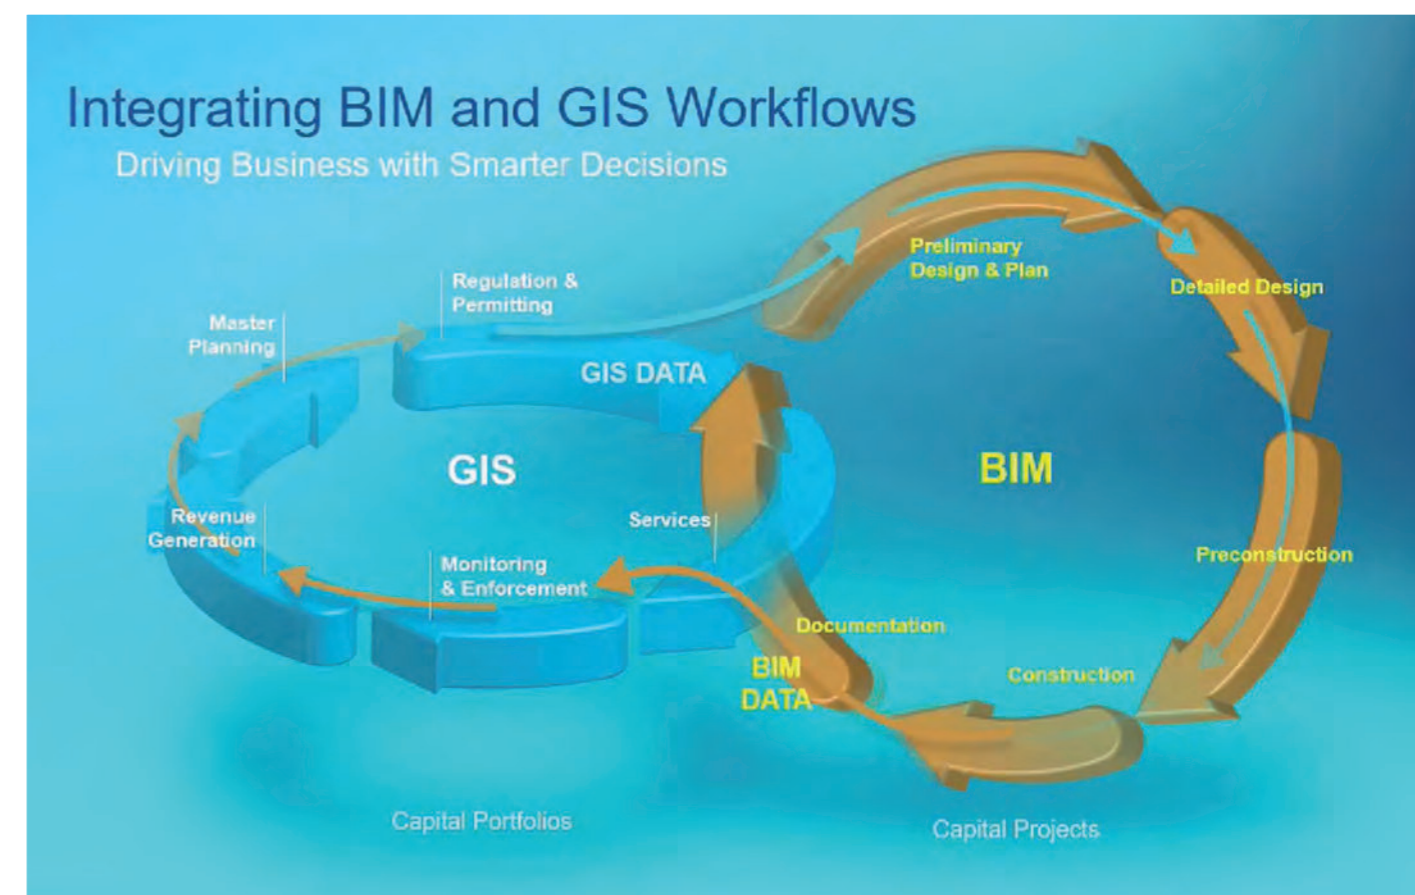 Integrating BIM and GIS Workflows
Driving Business with Smarter Decisions
Regulation &
Permitting
Master
Planning
GIS DATA
GIS
Revenue
Generation
Monitoring
& Enforcement
Services
Preliminary
Design & Plan
Detailed Design
BIM
Preconstruction
Construction
Documentation
BIM
DATA
Capital Portfolios
Capital Projects